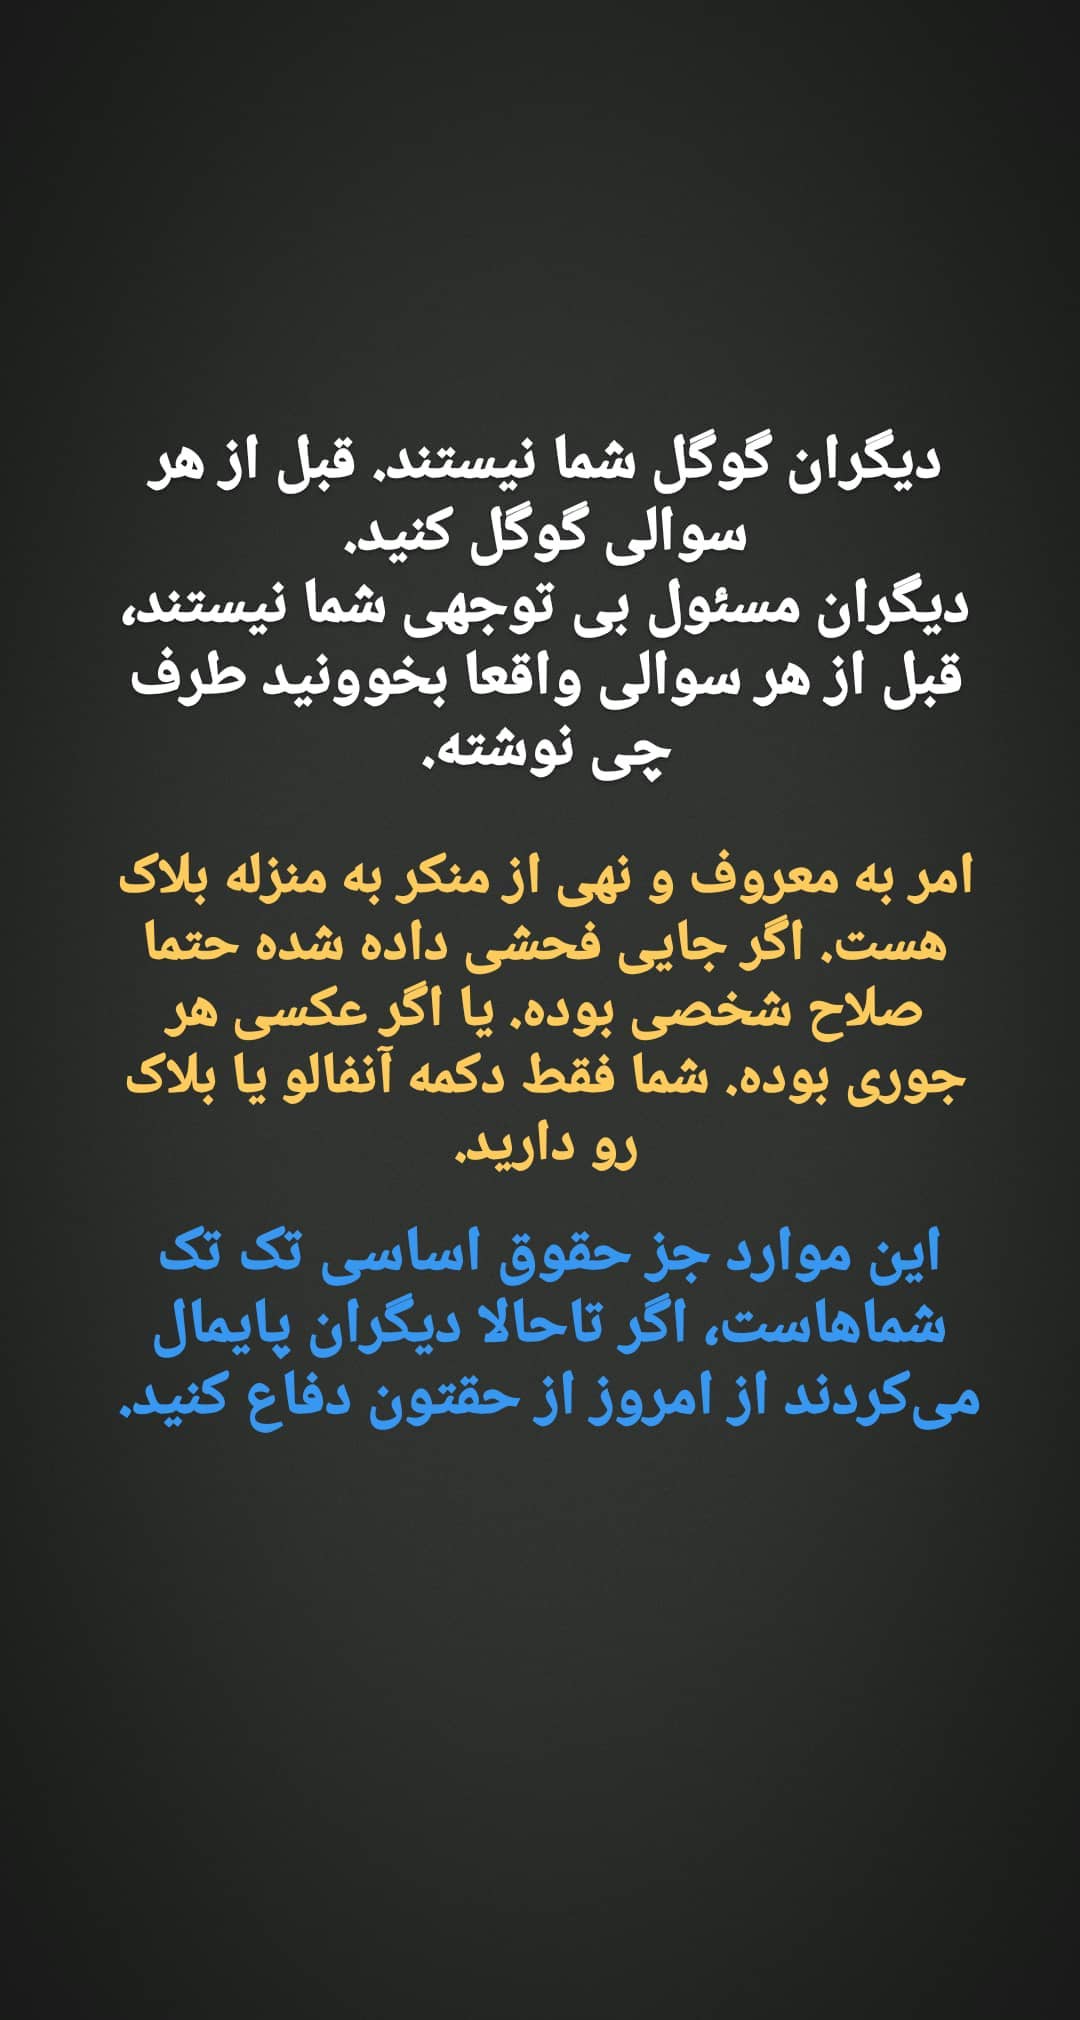 دیگران گوگل شما نیستند. قبل از هر
سوالی گوگل کنید.
دیگران مسئول بی توجهی شما نیستند،
قبل از هر سوالی واقعا بخوونید طرف
چی نوشته.
امر به معروف و نهی از منکر به منزله بلاک
هست. اگر جایی فحشی داده شده حتما
صلاح شخصی بوده. یا اگر عکسی هر
جوری بوده. شما فقط دکمه آنفالو یا بلاک
رو دارید.
این موارد جز حقوق اساسی تک تک
شماهاست، اگر تاحالا دیگران پایمال
می‌کردند از امروز از حقتون دفاع کنید.